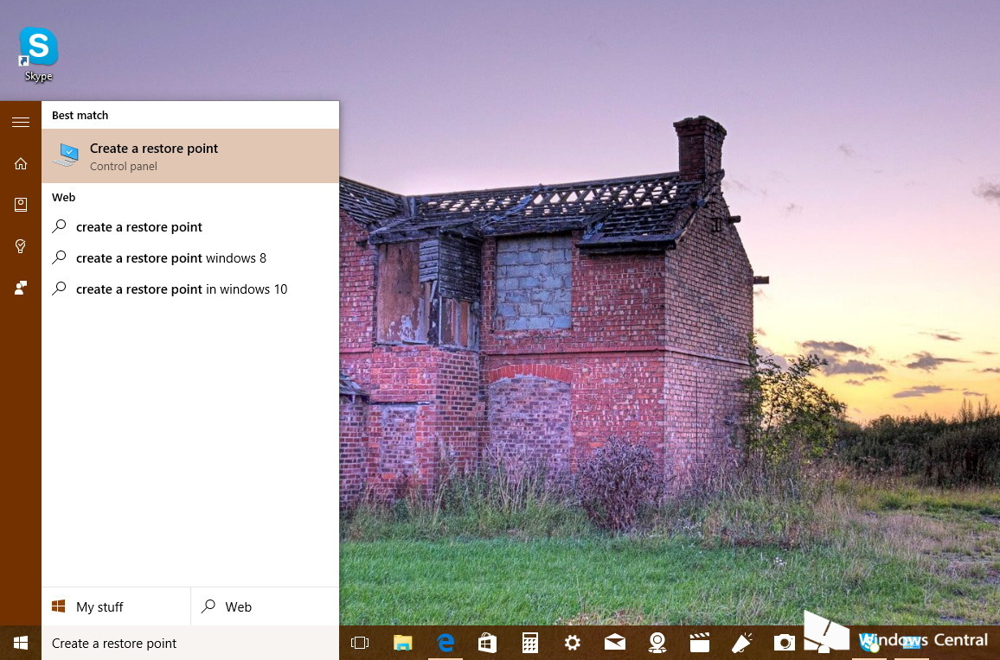 Skype
Best match
Create a restore point
Control panel
Web
create a restore point
create a restore point windows 8
create a restore point in windows 10
My stuff
Web
Create a restore point
Windows Central